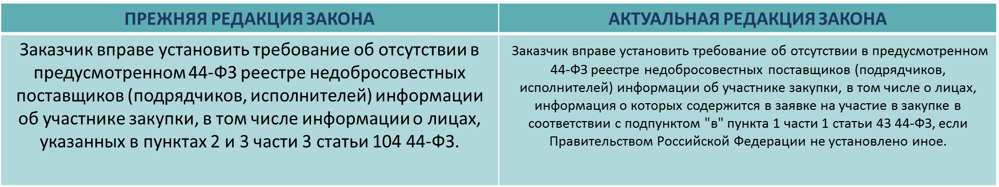 ПРЕЖНЯЯ РЕДАКЦИЯ ЗАКОНА
Заказчик вправе установить требование об отсутствии в
предусмотренном 44-ФЗ реестре недобросовестных
поставщиков (подрядчиков, исполнителей) информации
об участнике закупки, в том числе информации о лицах,
указанных в пунктах 2 и 3 части 3 статьи 104 44-ФЗ.
АКТУАЛЬНАЯ РЕДАКЦИЯ ЗАКОНА
Заказчик вправе установить требование об отсутствии в предусмотренном
44-ФЗ реестре недобросовестных поставщиков (подрядчиков,
исполнителей) информации об участнике закупки, в том числе о лицах,
информация о которых содержится в заявке на участие в закупке в
соответствии с подпунктом "в" пункта 1 части 1 статьи 43 44-ФЗ, если
Правительством Российской Федерации не установлено иное.